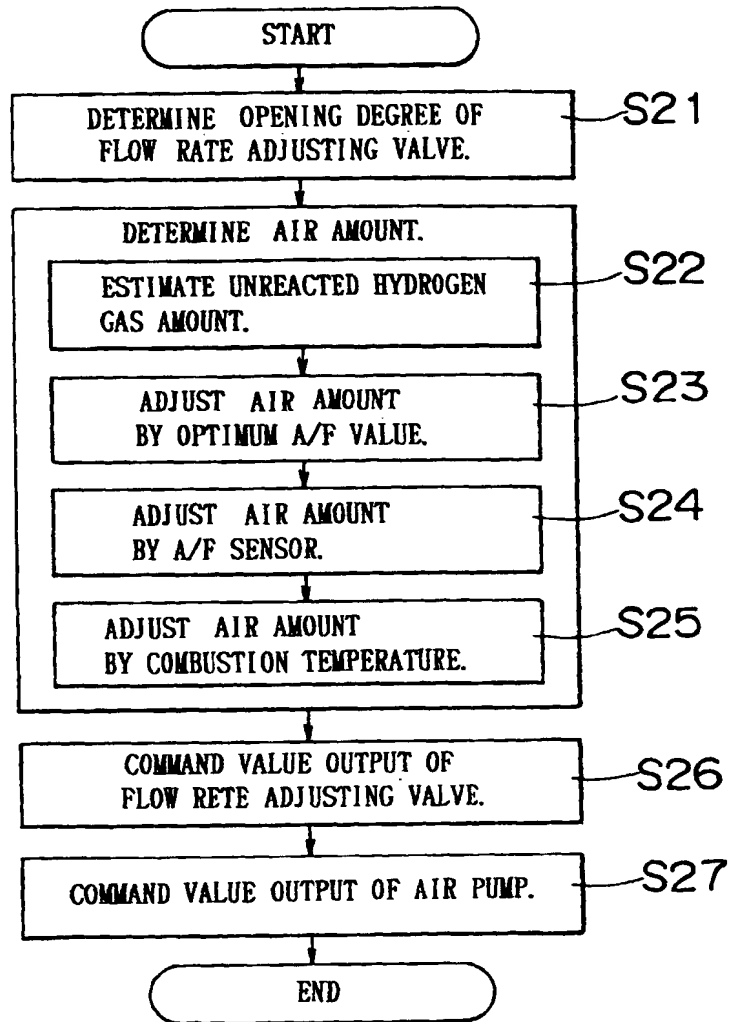 START
DETERMINE OPENING DEGREE OF
FLOW RATE ADJUSTING VALVE.
S21
DETERMINE AIR AMOUNT.
ESTIMATE UNREACTED HYDROGEN
GAS AMOUNT.
S22
ADJUST AIR AMOUNT
BY OPTIMUM A/F VALUE.
S23
ADJUST AIR AMOUNT
BY A/F SENSOR.
S24
ADJUST AIR AMOUNT
BY COMBUSTION TEMPERATURE.
S25
COMMAND VALUE OUTPUT OF
FLOW RETE ADJUSTING VALVE.
S26
COMMAND VALUE OUTPUT OF AIR PUMP.
S27
END